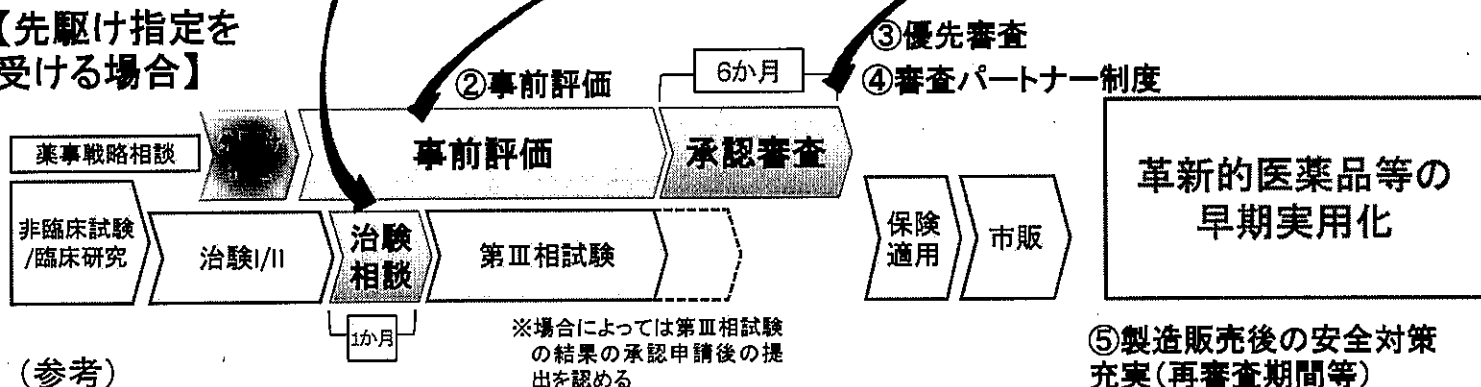 【先駆け指定を
受ける場合】
③優先審査
6か月
②事前評価
④審査パートナー制度
薬事戦略相談
事前評価
承認審査
革新的医薬品等の
早期実用化
非臨床試験
/臨床研究
治験I/II
治験
相談
第Ⅲ相試験
保険
適用
市販
1か月
※場合によっては第Ⅲ相試験
の結果の承認申請後の提
出を認める
⑤製造販売後の安全対策
充実(再審査期間等)
(参考)